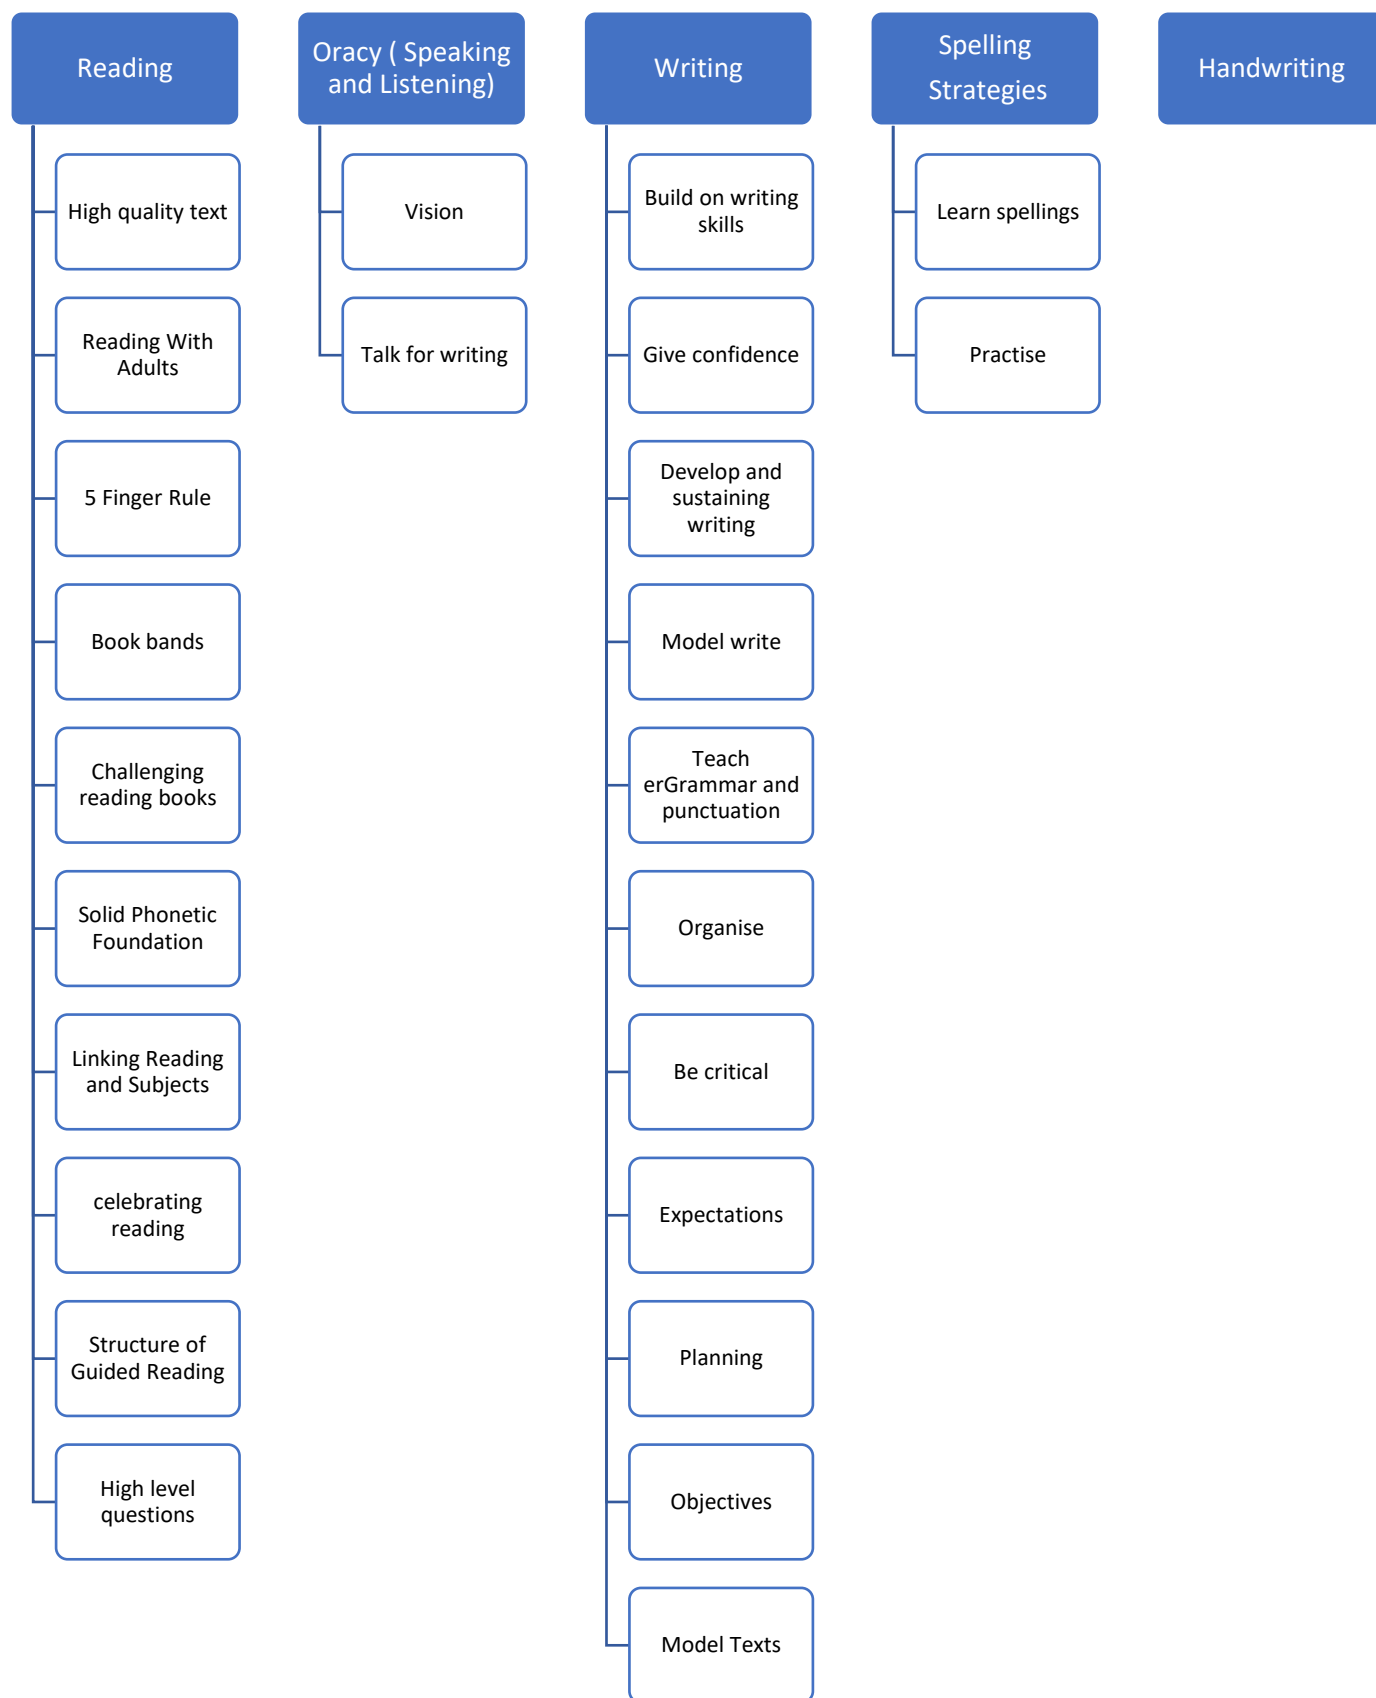 Reading
High quality text
Reading With
Adults
5 Finger Rule
Book bands
Challenging
reading books
Solid Phonetic
Foundation
Linking Reading
and Subjects
celebrating
reading
Structure of
Guided Reading
High level
questions
Oracy ( Speaking
and Listening)
Vision
Talk for writing
Writing
Build on writing
skills
Give confidence
Develop and
sustaining
writing
Model write
Teach
erGrammar and
punctuation
Organise
Be critical
Expectations
Planning
Objectives
Model Texts
Spelling
Strategies
Learn spellings
Practise
Handwriting